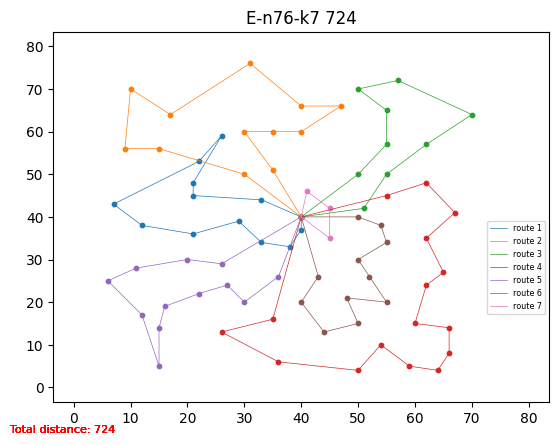 E-n76-k7 724
80
70
60
50
40
30
20
10
0
route 1
route 2
route 3
route 4
route 5
route 6
route 7
0 10 20 30 40 50 60 70 80
Total distance: 724